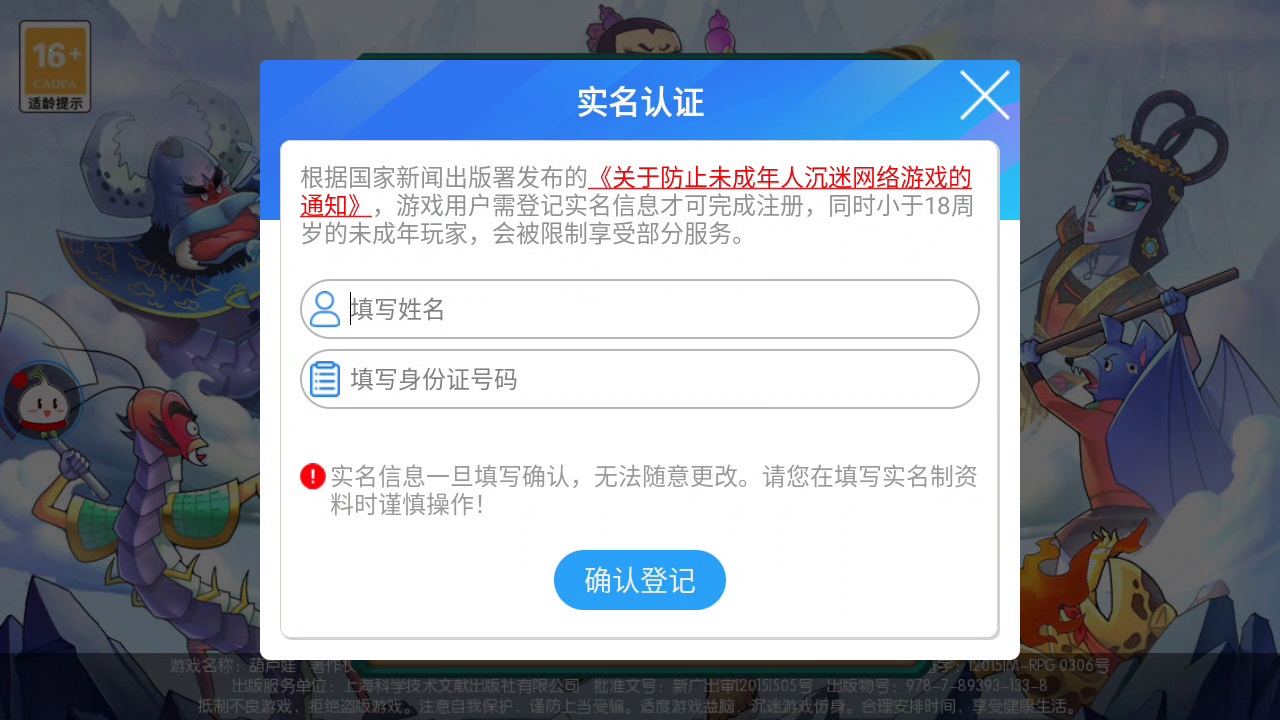 16+
CADPA
适龄提示
实名认证
根据国家新闻出版署发布的《关于防止未成年人沉迷网络游戏的
通知》，游戏用户需登记实名信息才可完成注册，同时小于18周
岁的未成年玩家，会被限制享受部分服务。
填写姓名
填写身份证号码
实名信息一旦填写确认，无法随意更改。请您在填写实名制资
料时谨慎操作！
确认登记
游戏名称：葫芦娃 著作权
I201SIM-RPG 0306号
出版服务单位：上海科学技术文献出版社有限公司 批准文号：新广出审[2015]505号 出版物号：978-7-89393-133-8
抵制不良游戏，拒绝盗版游戏。注意自我保护，谨防上当受骗。适度游戏益脑，沉迷游戏伤身。合理安排时间，享受健康生活。